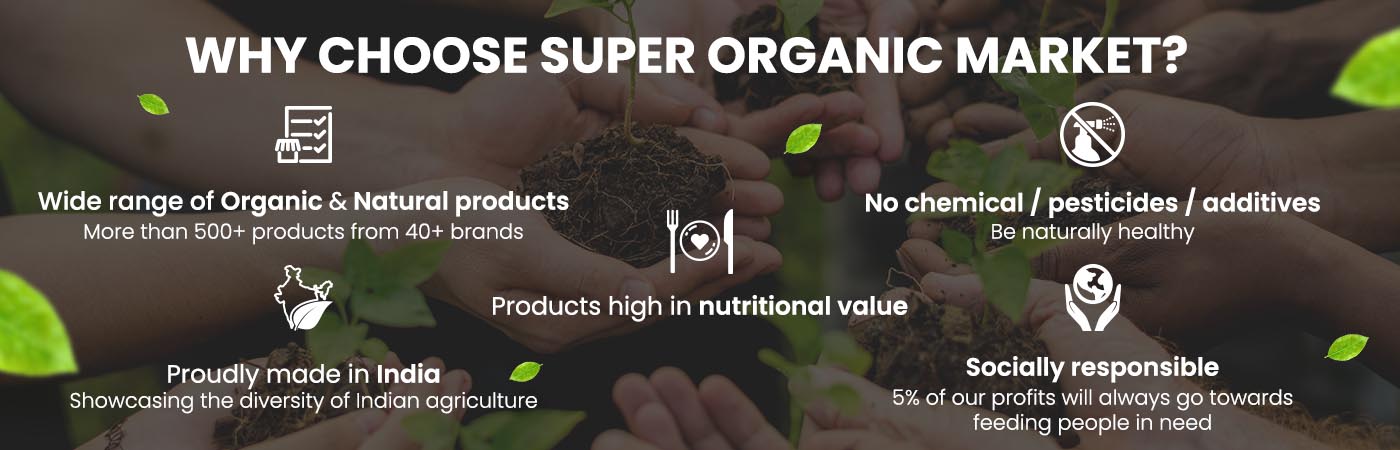 WHY CHOOSE SUPER ORGANIC MARKET?
Wide range of Organic & Natural products
More than 500+ products from 40+ brands
No chemical / pesticides / additives
Be naturally healthy
Products high in nutritional value
Proudly made in India
Showcasing the diversity of Indian agriculture
Socially responsible
5% of our profits will always go towards
feeding people in need